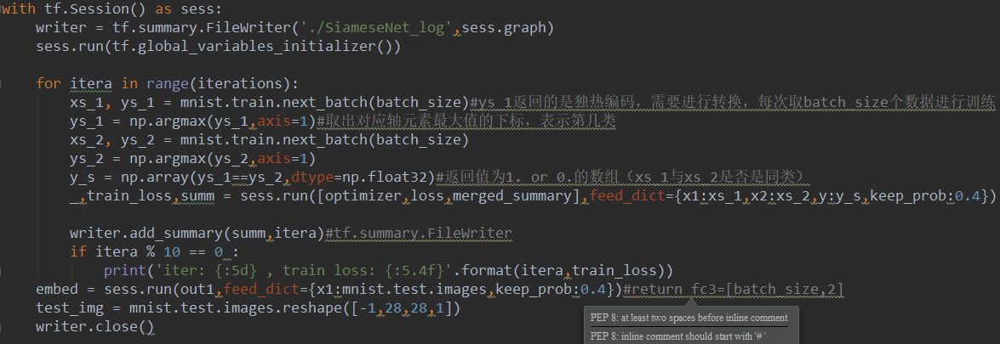 with tf.Session() as sess:
    writer = tf.summary.FileWriter('./SiameseNet_log',sess.graph)
    sess.run(tf.global_variables_initializer())

    for itera in range(iterations):
        xs_1, ys_1 = mnist.train.next_batch(batch_size)#ys_1返回的是独热编码，需要进行转换，每次取batch_size个数据进行训练
        ys_1 = np.argmax(ys_1,axis=1)#取出对应轴元素最大值的下标，表示第几类
        xs_2, ys_2 = mnist.train.next_batch(batch_size)
        ys_2 = np.argmax(ys_2,axis=1)
        y_s = np.array(ys_1==ys_2,dtype=np.float32)#返回值为1. or 0.的数组（xs_1与xs_2是否是同类）
        _,train_loss,summ = sess.run([optimizer,loss,merged_summary],feed_dict={x1:xs_1,x2:xs_2,y:y_s,keep_prob:0.4})

        writer.add_summary(summ,itera)#tf.summary.FileWriter
        if itera % 10 == 0 :
            print('iter: {:5d} , train loss: {:5.4f}'.format(itera,train_loss))
    embed = sess.run(out1,feed_dict={x1:mnist.test.images,keep_prob:0.4})#return fc3=[batch_size,2]
    test_img = mnist.test.images.reshape([-1,28,28,1])
    writer.close()
PEP 8: at least two spaces before inline comment
PEP 8: inline comment should start with '# '